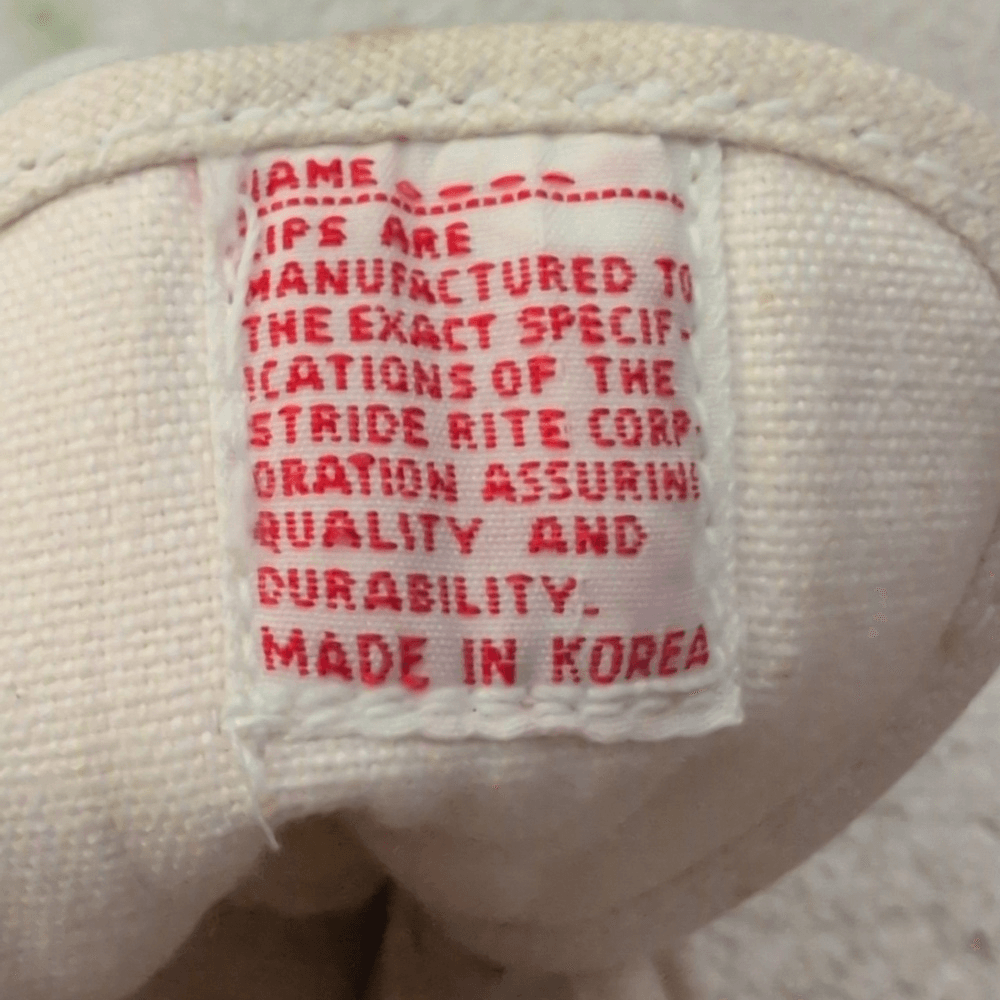 NAME
ZIPS ARE
MANUFACTURED TO
THE EXACT SPECIF-
ICATIONS OF THE
STRIDE RITE CORP-
ORATION ASSURING
QUALITY AND
DURABILITY.
MADE IN KOREA